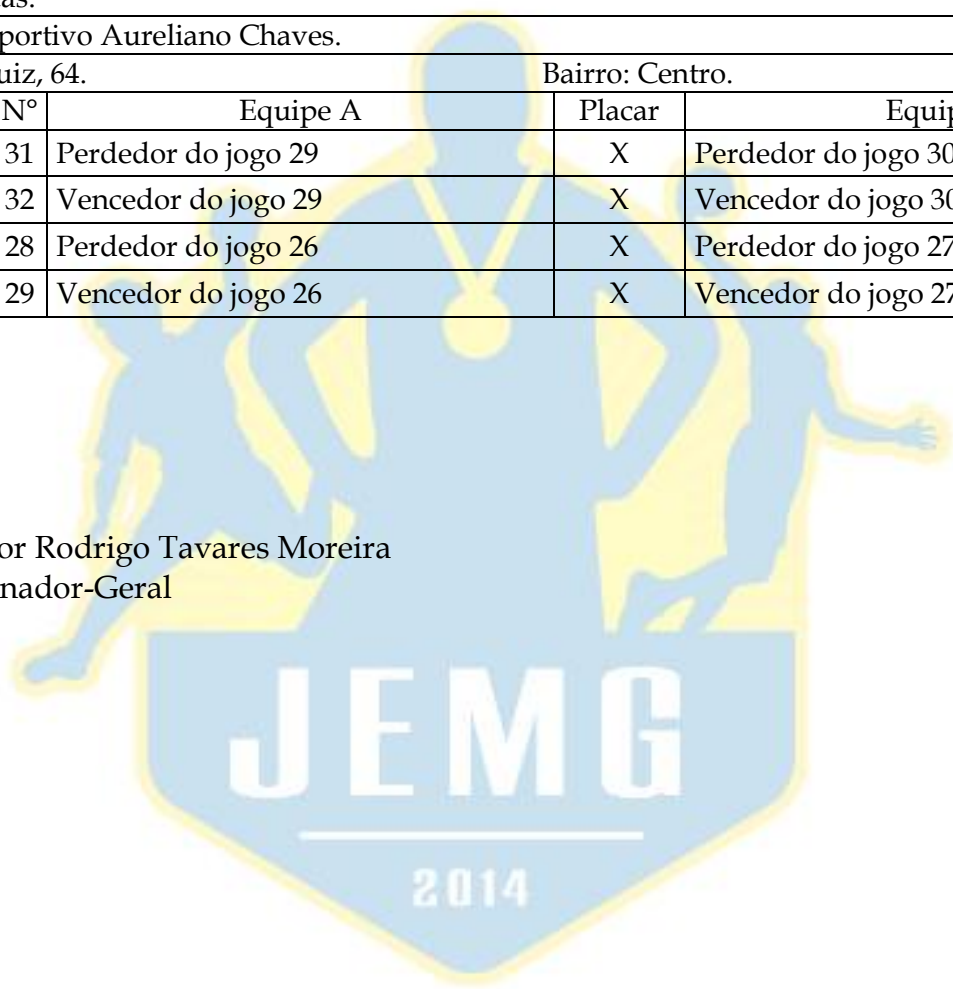 portivo Aureliano Chaves.
uiz, 64. Bairro: Centro.
N° Equipe A Placar Equip
31 Perdedor do jogo 29 X Perdedor do jogo 30
32 Vencedor do jogo 29 X Vencedor do jogo 30
28 Perdedor do jogo 26 X Perdedor do jogo 27
29 Vencedor do jogo 26 X Vencedor do jogo 27
or Rodrigo Tavares Moreira
nador-Geral
JEMG
2014